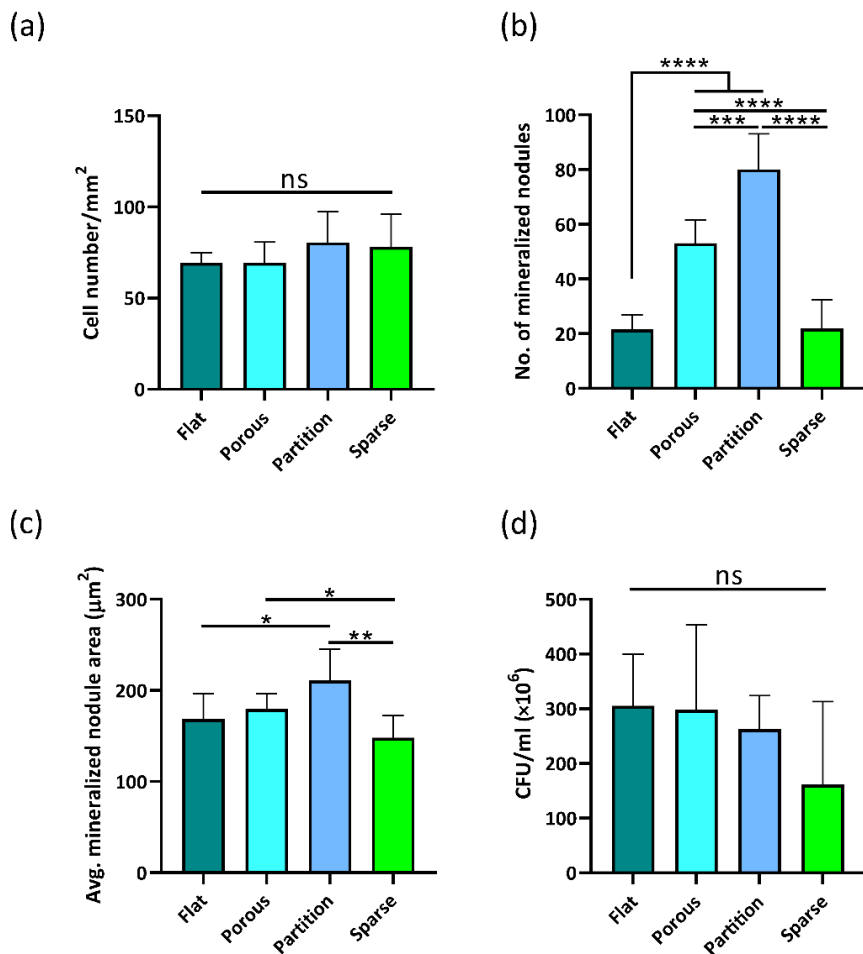 (a)
150
100
50
0
Cell number/mm²
ns
Flat
Porous
Partition
Sparse
(b)
100
80
60
40
20
0
No. of mineralized nodules
****
****
*** ****
Flat
Porous
Partition
Sparse
(c)
300
200
100
0
Avg. mineralized nodule area (μm²)
*
*
**
Flat
Porous
Partition
Sparse
(d)
500
400
300
200
100
0
CFU/ml (×10⁶)
ns
Flat
Porous
Partition
Sparse